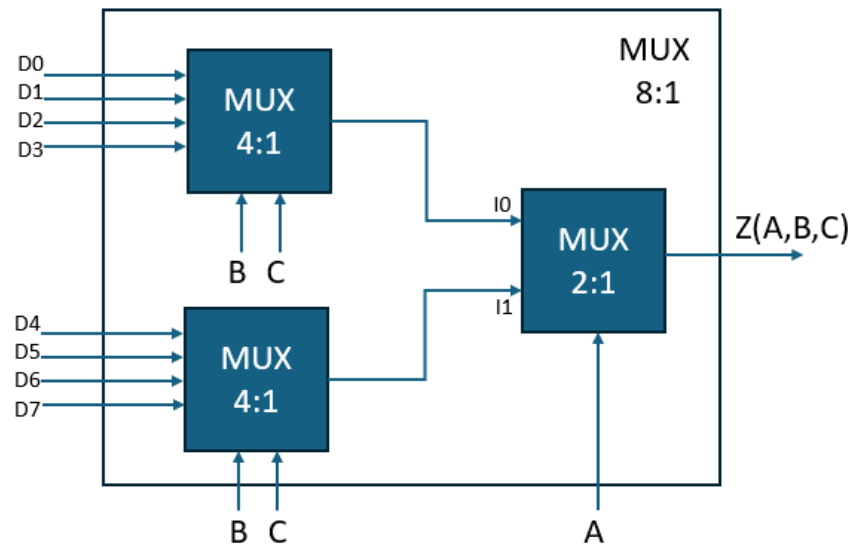 MUX
8:1
D0
D1
D2
D3
MUX
4:1
B C
I0
I1
MUX
2:1
Z(A,B,C)
D4
D5
D6
D7
MUX
4:1
B C
A